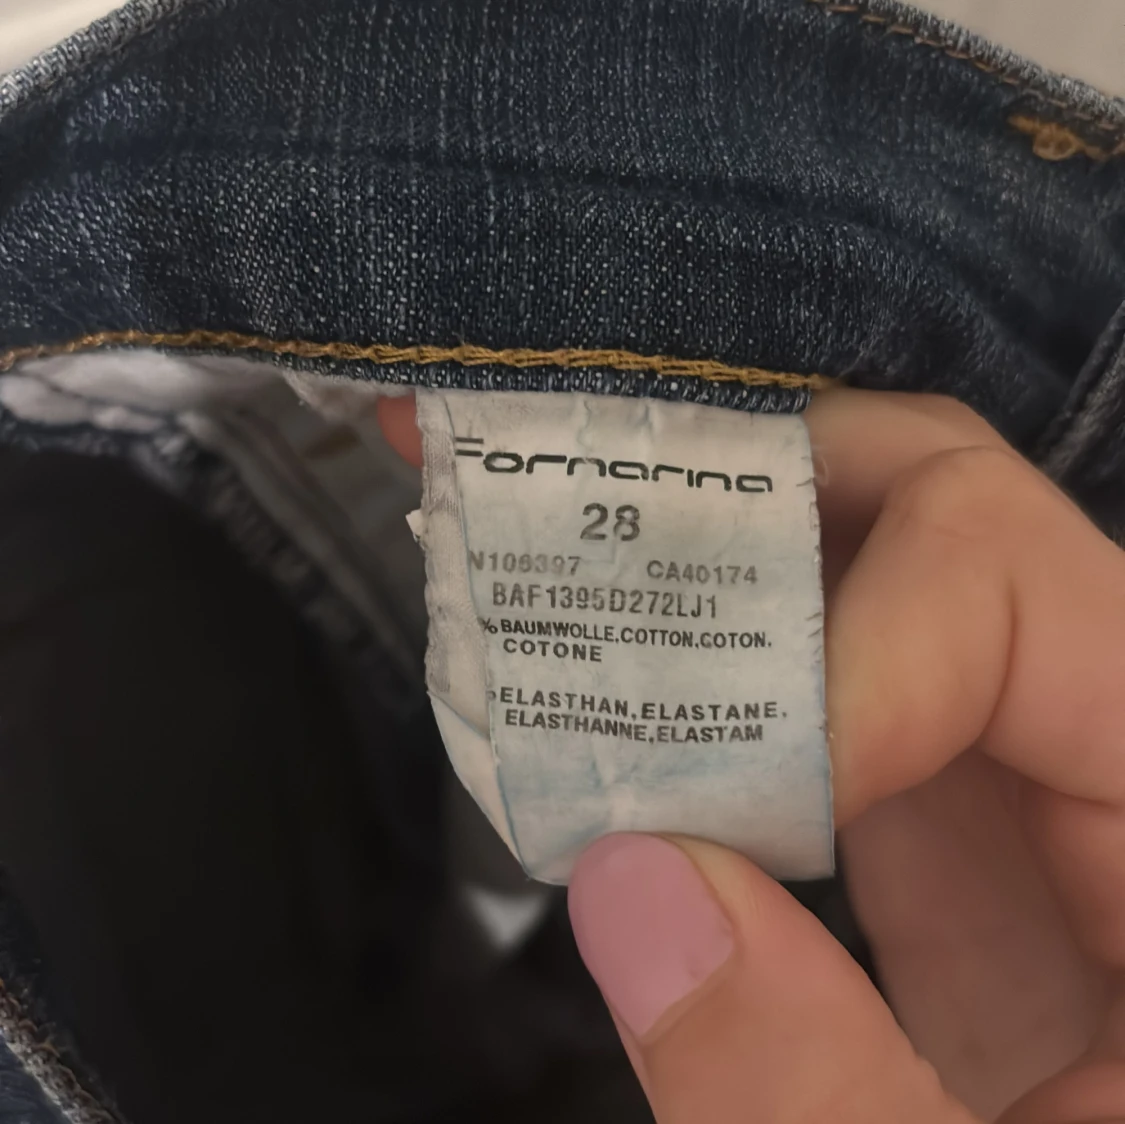 Fornarina
28
N106397 CA40174
BAF1395D272LJ1
% BAUMWOLLE,COTTON,COTON.
COTONE
ELASTHAN,ELASTANE.
ELASTHANNE,ELASTAM